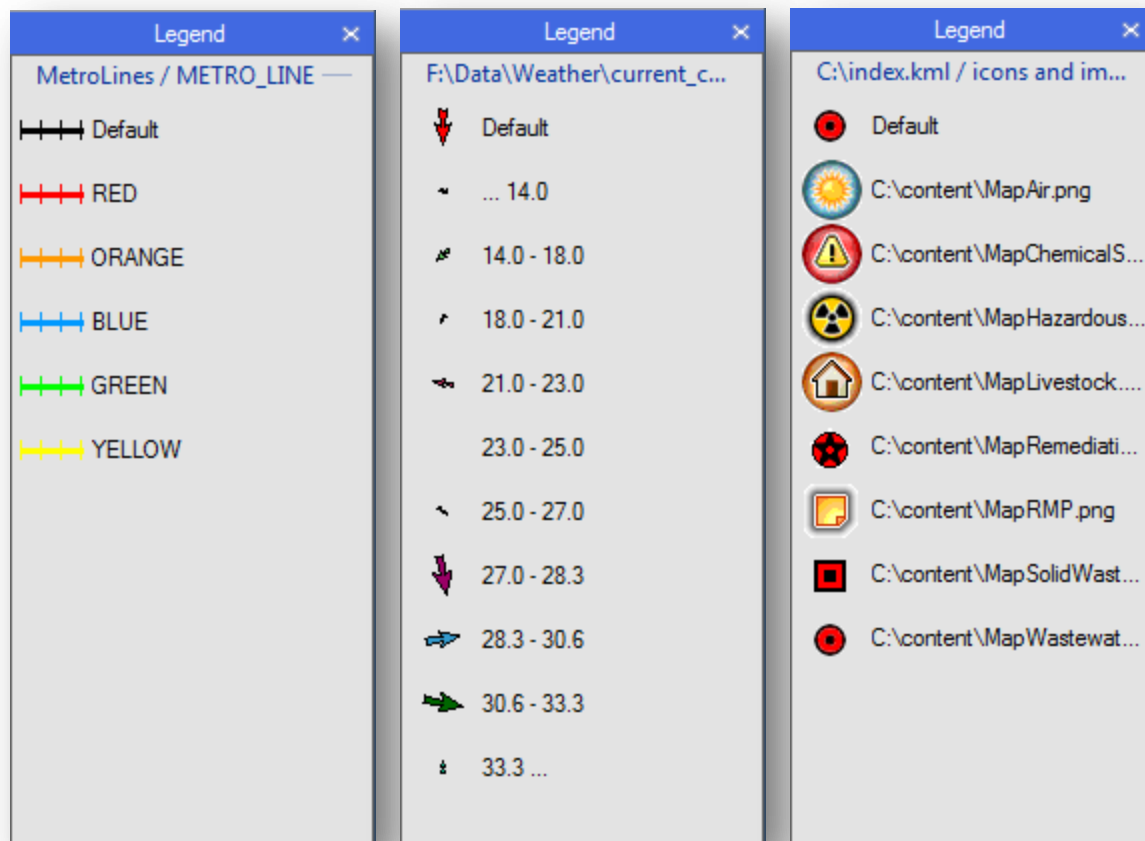 Legend
MetroLines / METRO_LINE
Default
RED
ORANGE
BLUE
GREEN
YELLOW
Legend
F:\Data\Weather\current_c...
Default
... 14.0
14.0 - 18.0
18.0 - 21.0
21.0 - 23.0
23.0 - 25.0
25.0 - 27.0
27.0 - 28.3
28.3 - 30.6
30.6 - 33.3
33.3 ...
Legend
C:\index.kml / icons and im...
Default
C:\content\MapAir.png
C:\content\MapChemicalS...
C:\content\MapHazardous...
C:\content\MapLivestock....
C:\content\MapRemediati...
C:\content\MapRMP.png
C:\content\MapSolidWast...
C:\content\MapWastewat...